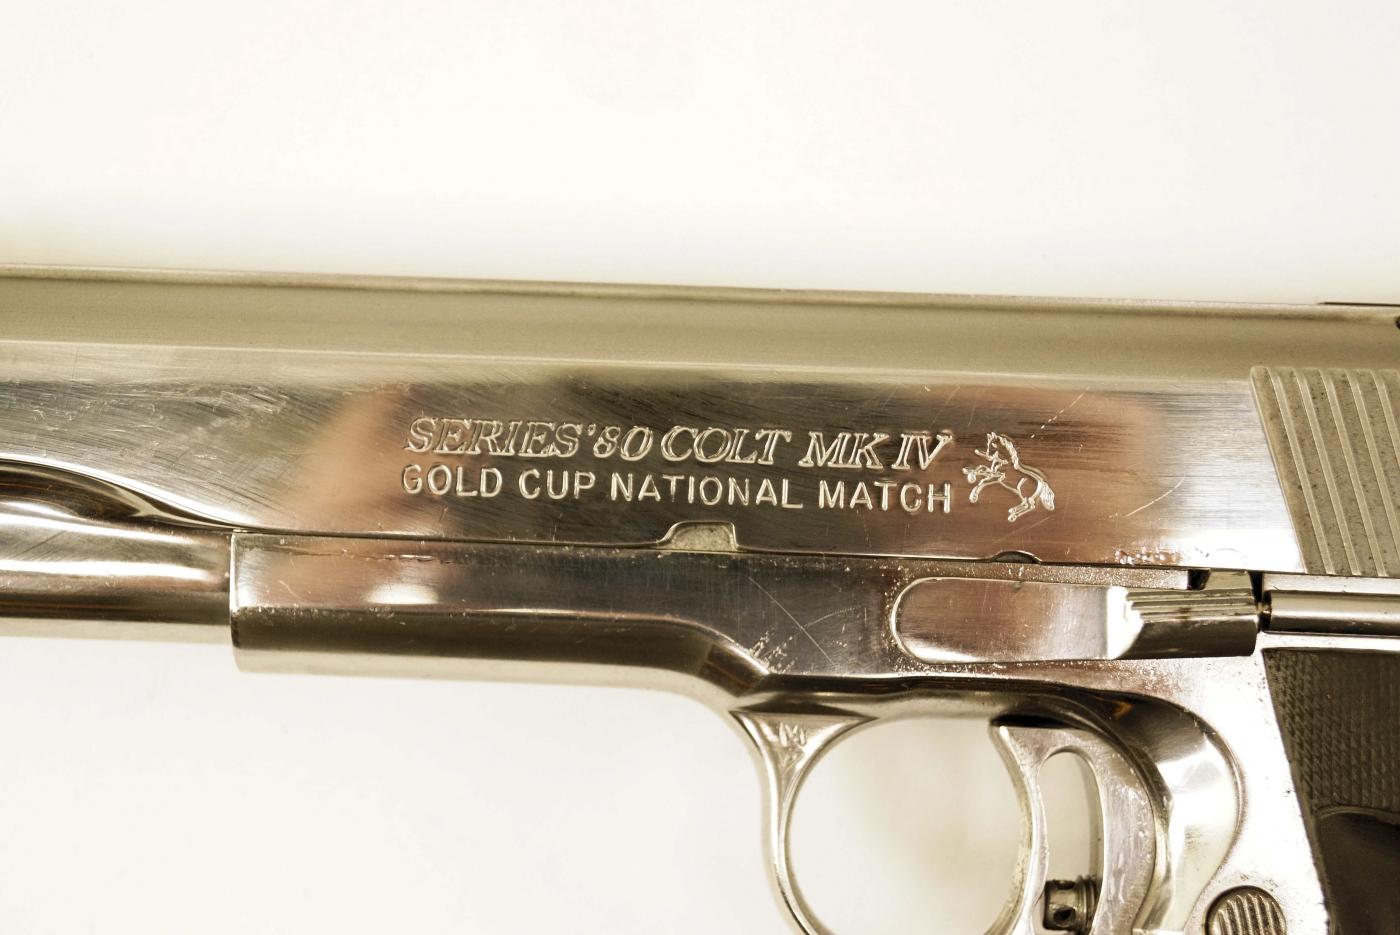 SERIES'80 COLT MK IV
GOLD CUP NATIONAL MATCH
M